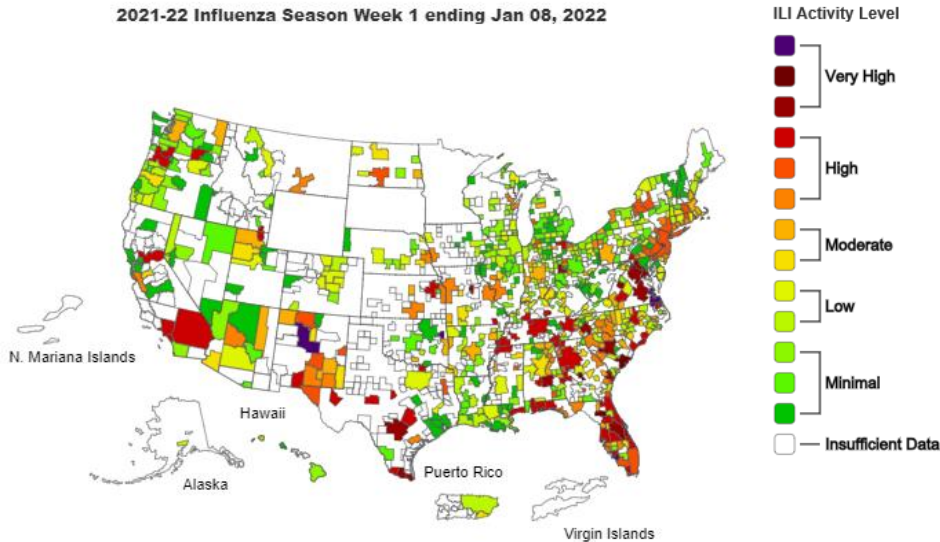 2021-22 Influenza Season Week 1 ending Jan 08, 2022
ILI Activity Level
Very High
High
Moderate
Low
Minimal
Insufficient Data
N. Mariana Islands
Hawaii
Alaska
Puerto Rico
Virgin Islands